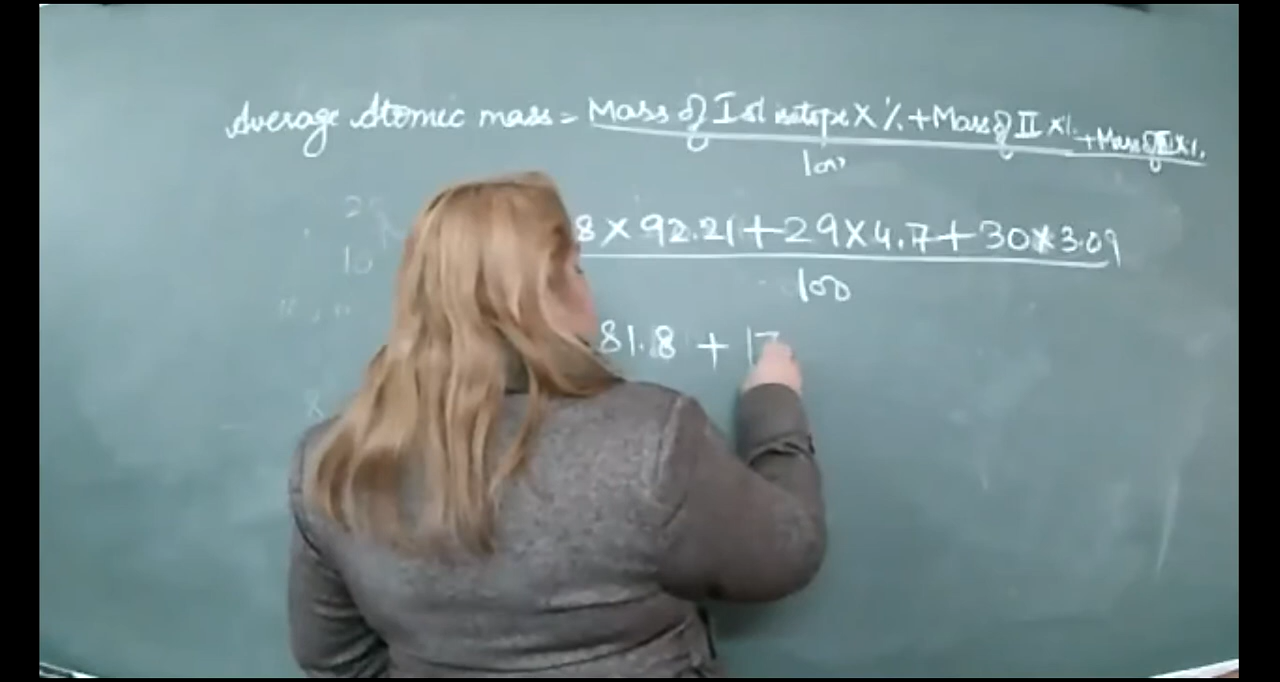 Average Atomic mass = Mass of Ist isotope X % + Mass of II X % + Mass of III X %
100
8 X 92.21 + 29 X 4.7 + 30 X 3.09
100
81.8 + 17